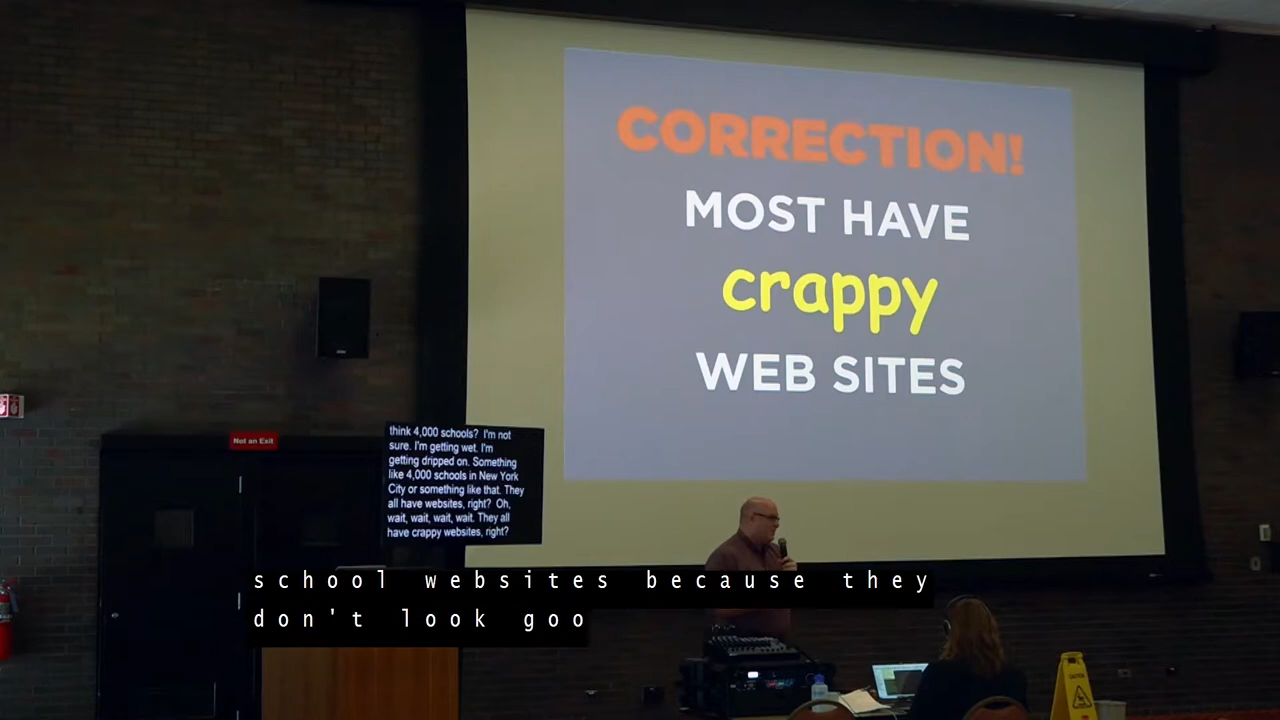 CORRECTION!
MOST HAVE
crappy
WEB SITES
Not an Exit
think 4,000 schools? I'm not
sure. I'm getting wet. I'm
getting dripped on. Something
like 4,000 schools in New York
City or something like that. They
all have websites, right? Oh,
wait, wait, wait, wait. They all
have crappy websites, right?
school websites because they
don't look goo
CAUTION